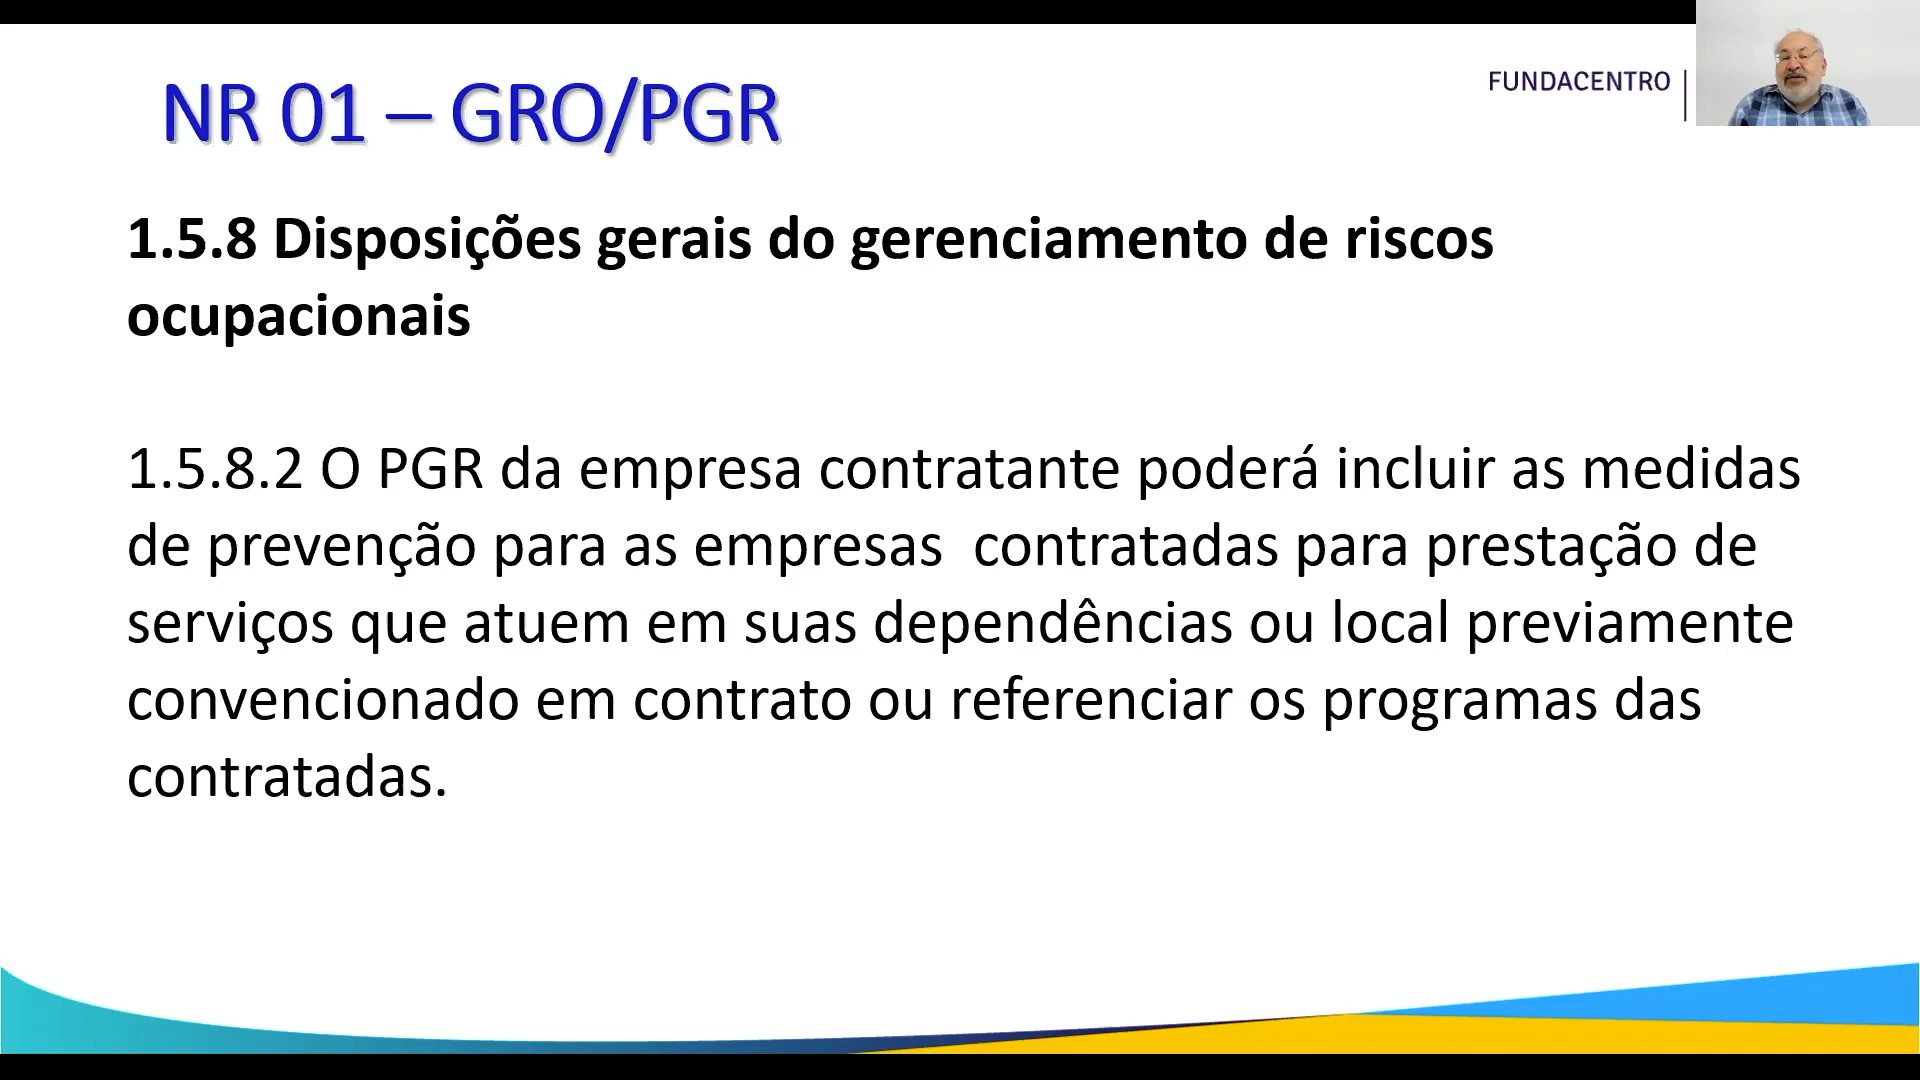 NR 01 – GRO/PGR
FUNDACENTRO
1.5.8 Disposições gerais do gerenciamento de riscos
ocupacionais
1.5.8.2 O PGR da empresa contratante poderá incluir as medidas
de prevenção para as empresas  contratadas para prestação de
serviços que atuem em suas dependências ou local previamente
convencionado em contrato ou referenciar os programas das
contratadas.